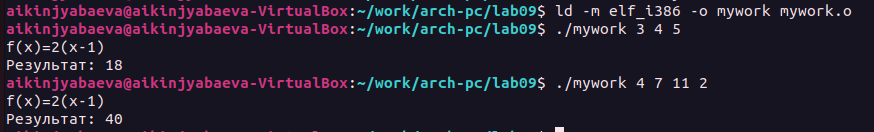 aikinjyabaeva@aikinjyabaeva-VirtualBox:~/work/arch-pc/lab09$ ld -m elf_i386 -o mywork mywork.o
aikinjyabaeva@aikinjyabaeva-VirtualBox:~/work/arch-pc/lab09$ ./mywork 3 4 5
f(x)=2(x-1)
Результат: 18
aikinjyabaeva@aikinjyabaeva-VirtualBox:~/work/arch-pc/lab09$ ./mywork 4 7 11 2
f(x)=2(x-1)
Результат: 40
aikinjyabaeva@aikinjyabaeva-VirtualBox:~/work/arch-pc/lab09$